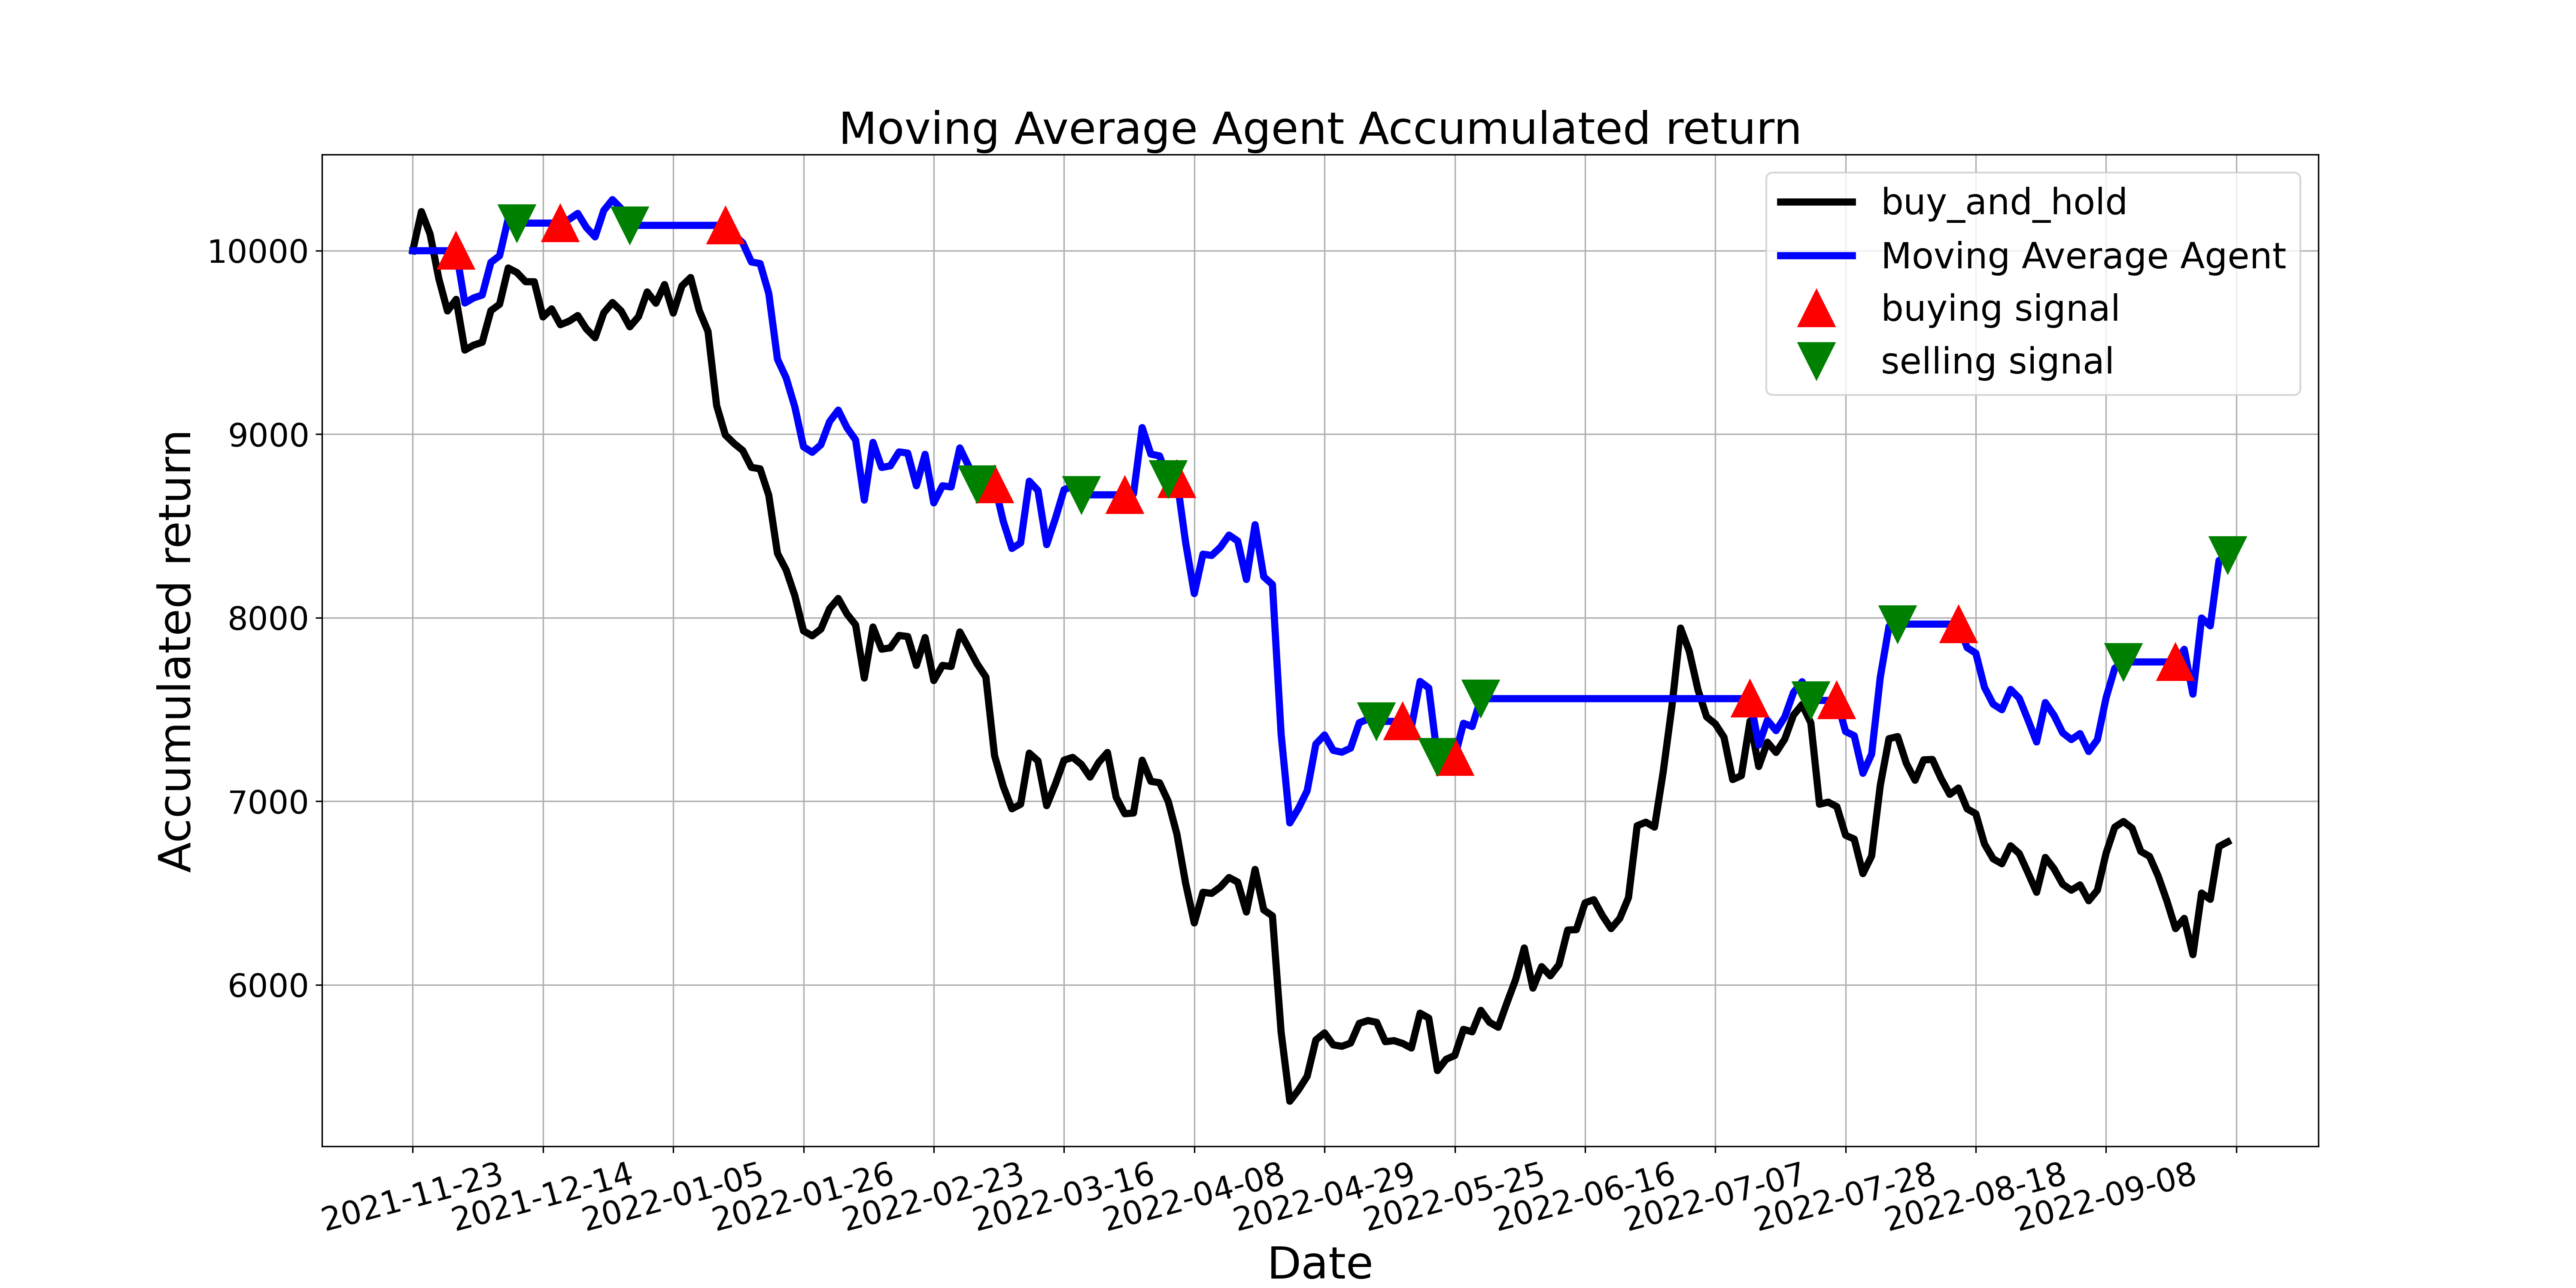 Moving Average Agent Accumulated return
buy_and_hold
Moving Average Agent
buying signal
selling signal
Accumulated return
10000
9000
8000
7000
6000
2021-11-23
2021-12-14
2022-01-05
2022-01-26
2022-02-23
2022-03-16
2022-04-08
2022-04-29
2022-05-25
2022-06-16
2022-07-07
2022-07-28
2022-08-18
2022-09-08
Date